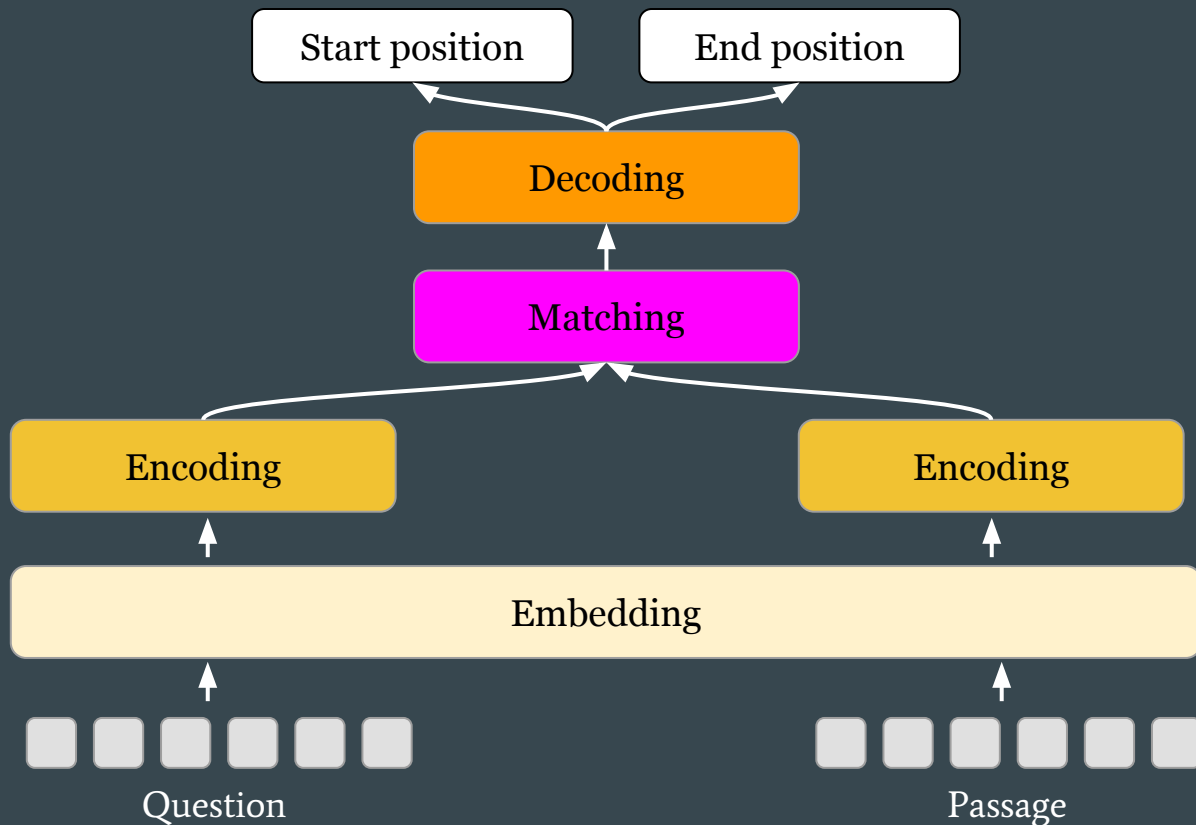 Start position
End position
Decoding
Matching
Encoding
Encoding
Embedding
Question
Passage